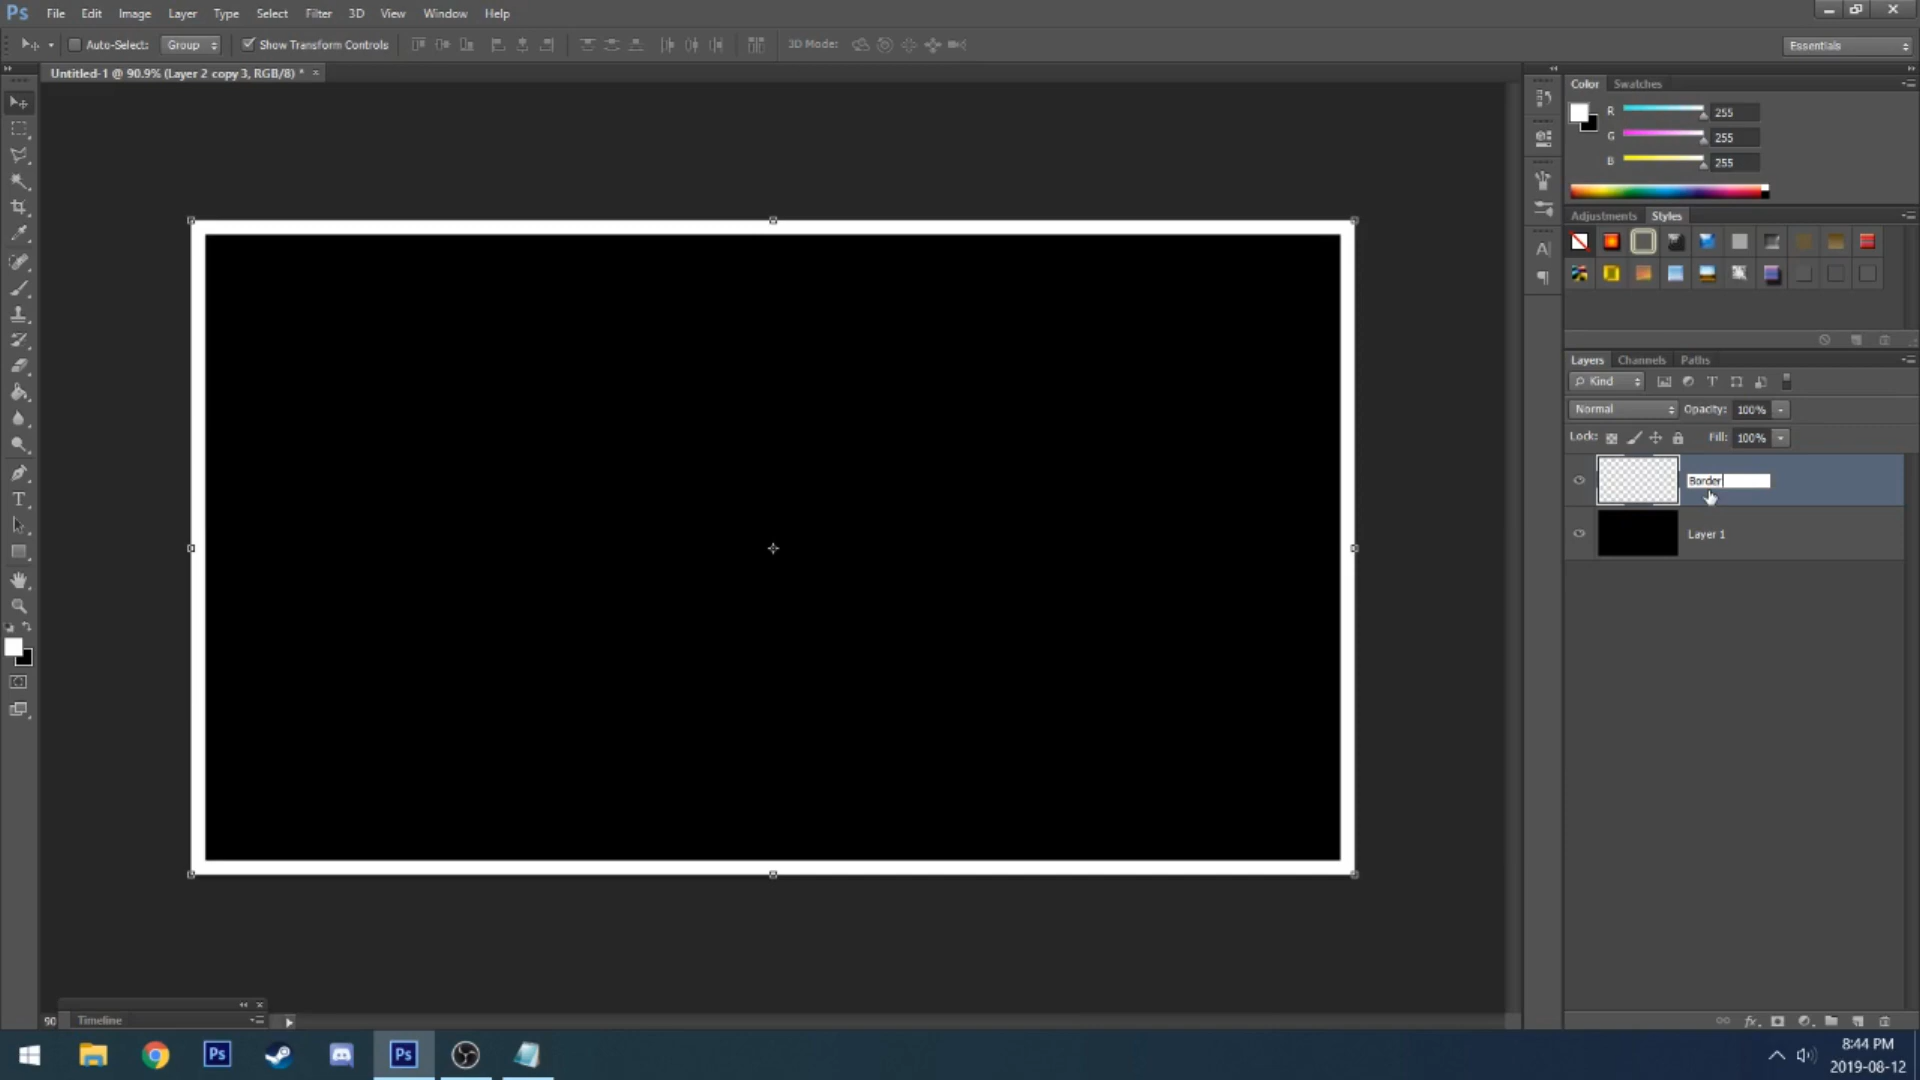 Ps File Edit Image Layer Type Select Filter 3D View Window Help
Auto-Select: Group Show Transform Controls 3D Mode: Essentials
Untitled-1 @ 90.9% (Layer 2 copy 3, RGB/8) *
Color Swatches
R 255
G 255
B 255
Adjustments Styles
Layers Channels Paths
Kind
Normal Opacity: 100%
Lock: Fill: 100%
Border
Layer 1
90 Timeline
Ps Ps
8:44 PM
2019-08-12